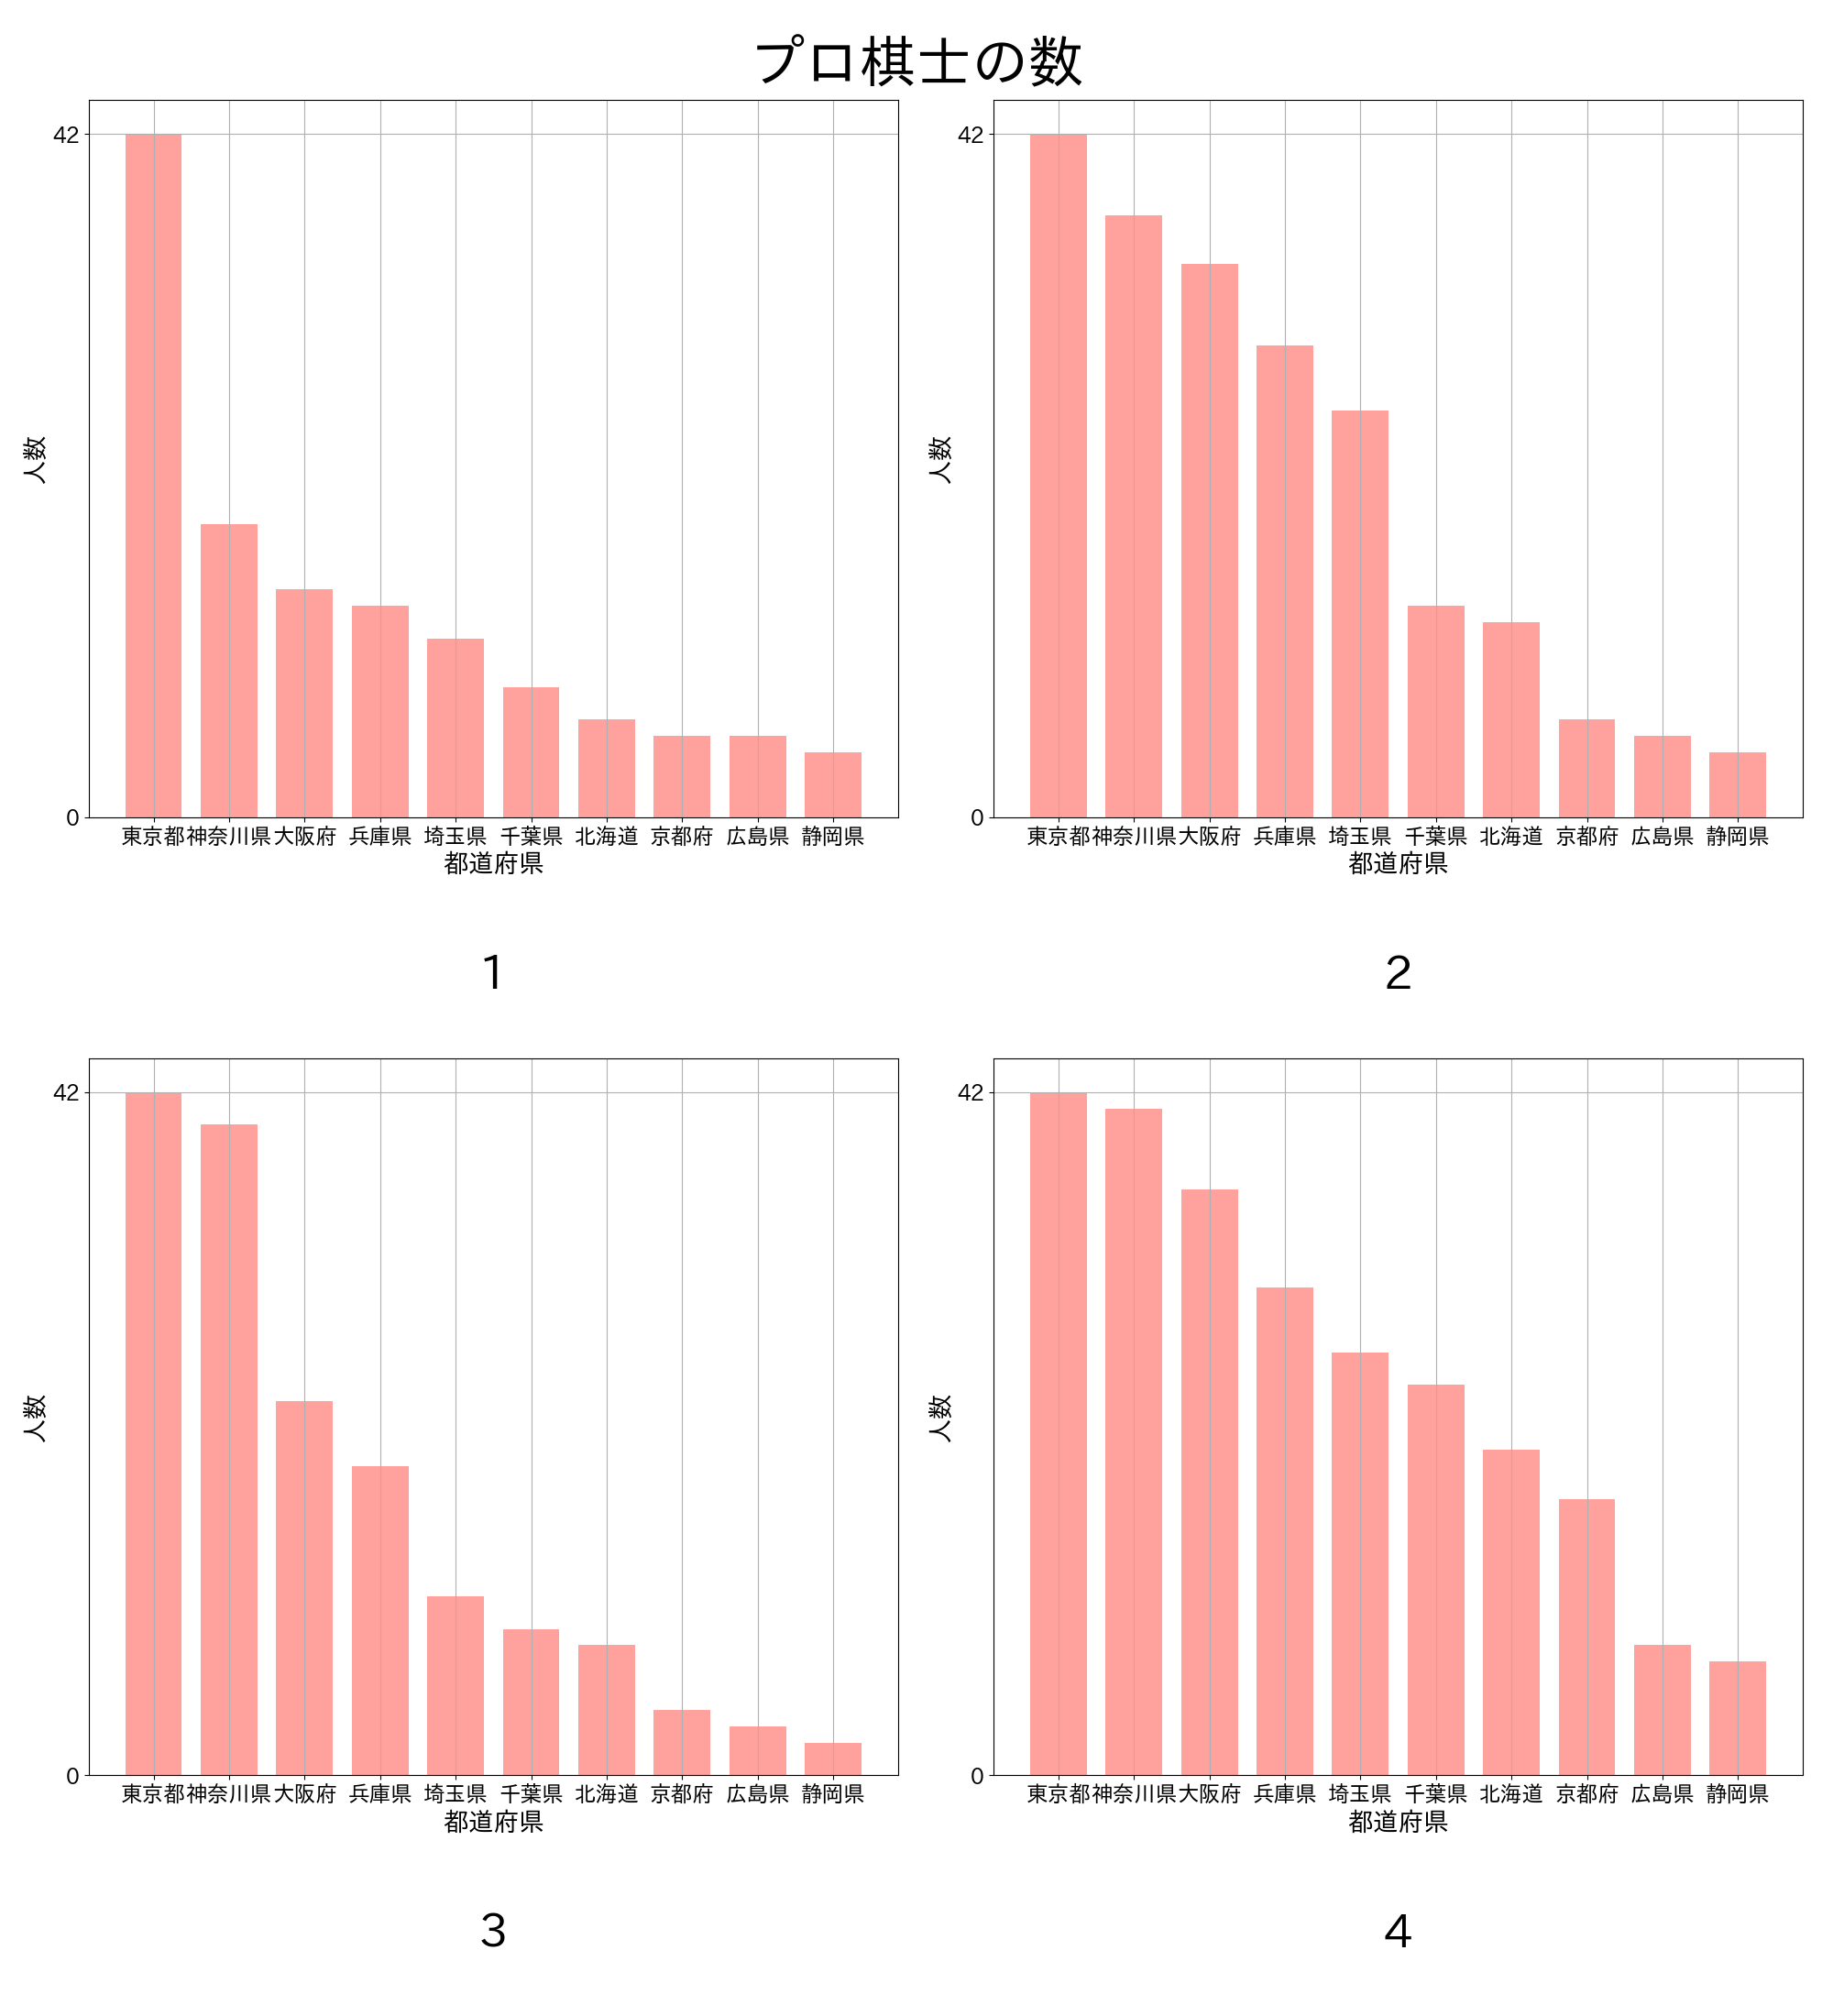 プロ棋士の数
42
0
人数
東京都 神奈川県 大阪府 兵庫県 埼玉県 千葉県 北海道 京都府 広島県 静岡県
都道府県
1
42
0
人数
東京都 神奈川県 大阪府 兵庫県 埼玉県 千葉県 北海道 京都府 広島県 静岡県
都道府県
2
42
0
人数
東京都 神奈川県 大阪府 兵庫県 埼玉県 千葉県 北海道 京都府 広島県 静岡県
都道府県
3
42
0
人数
東京都 神奈川県 大阪府 兵庫県 埼玉県 千葉県 北海道 京都府 広島県 静岡県
都道府県
4